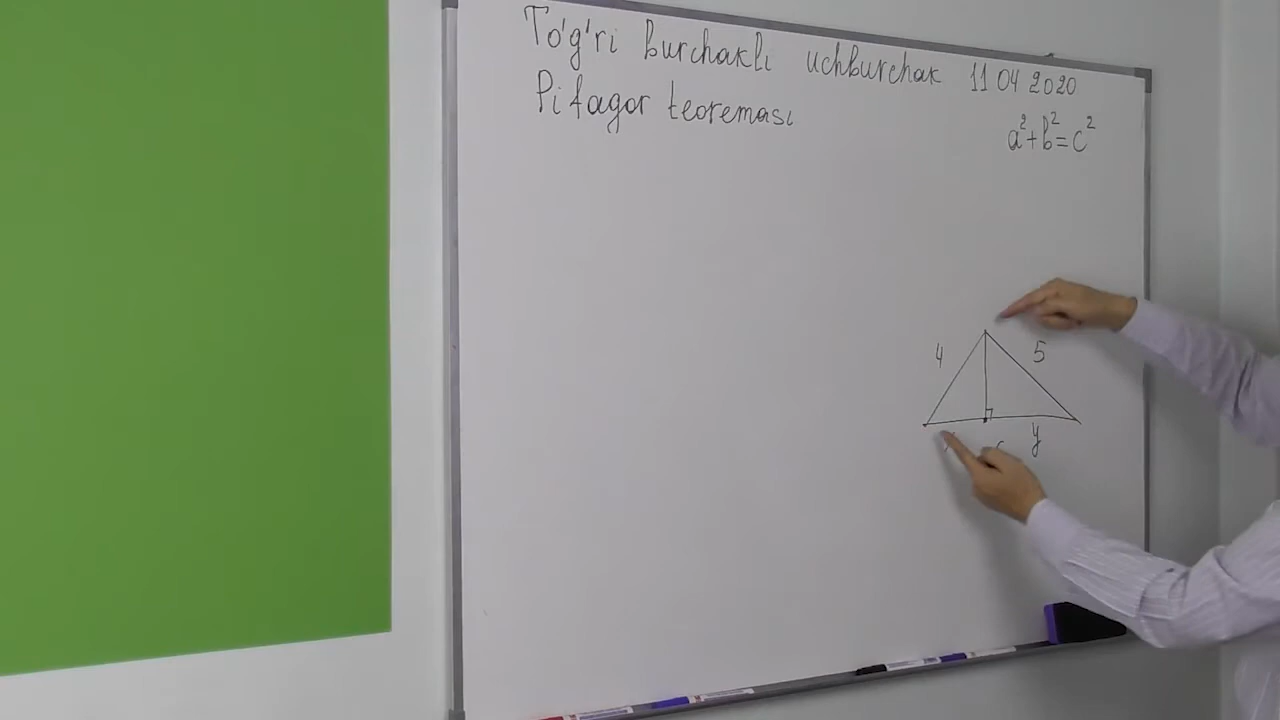 To'g'ri burchakli uchburchak 11 04 2020
Pifagor teoremasi
a²+b²=c²
4
5
y